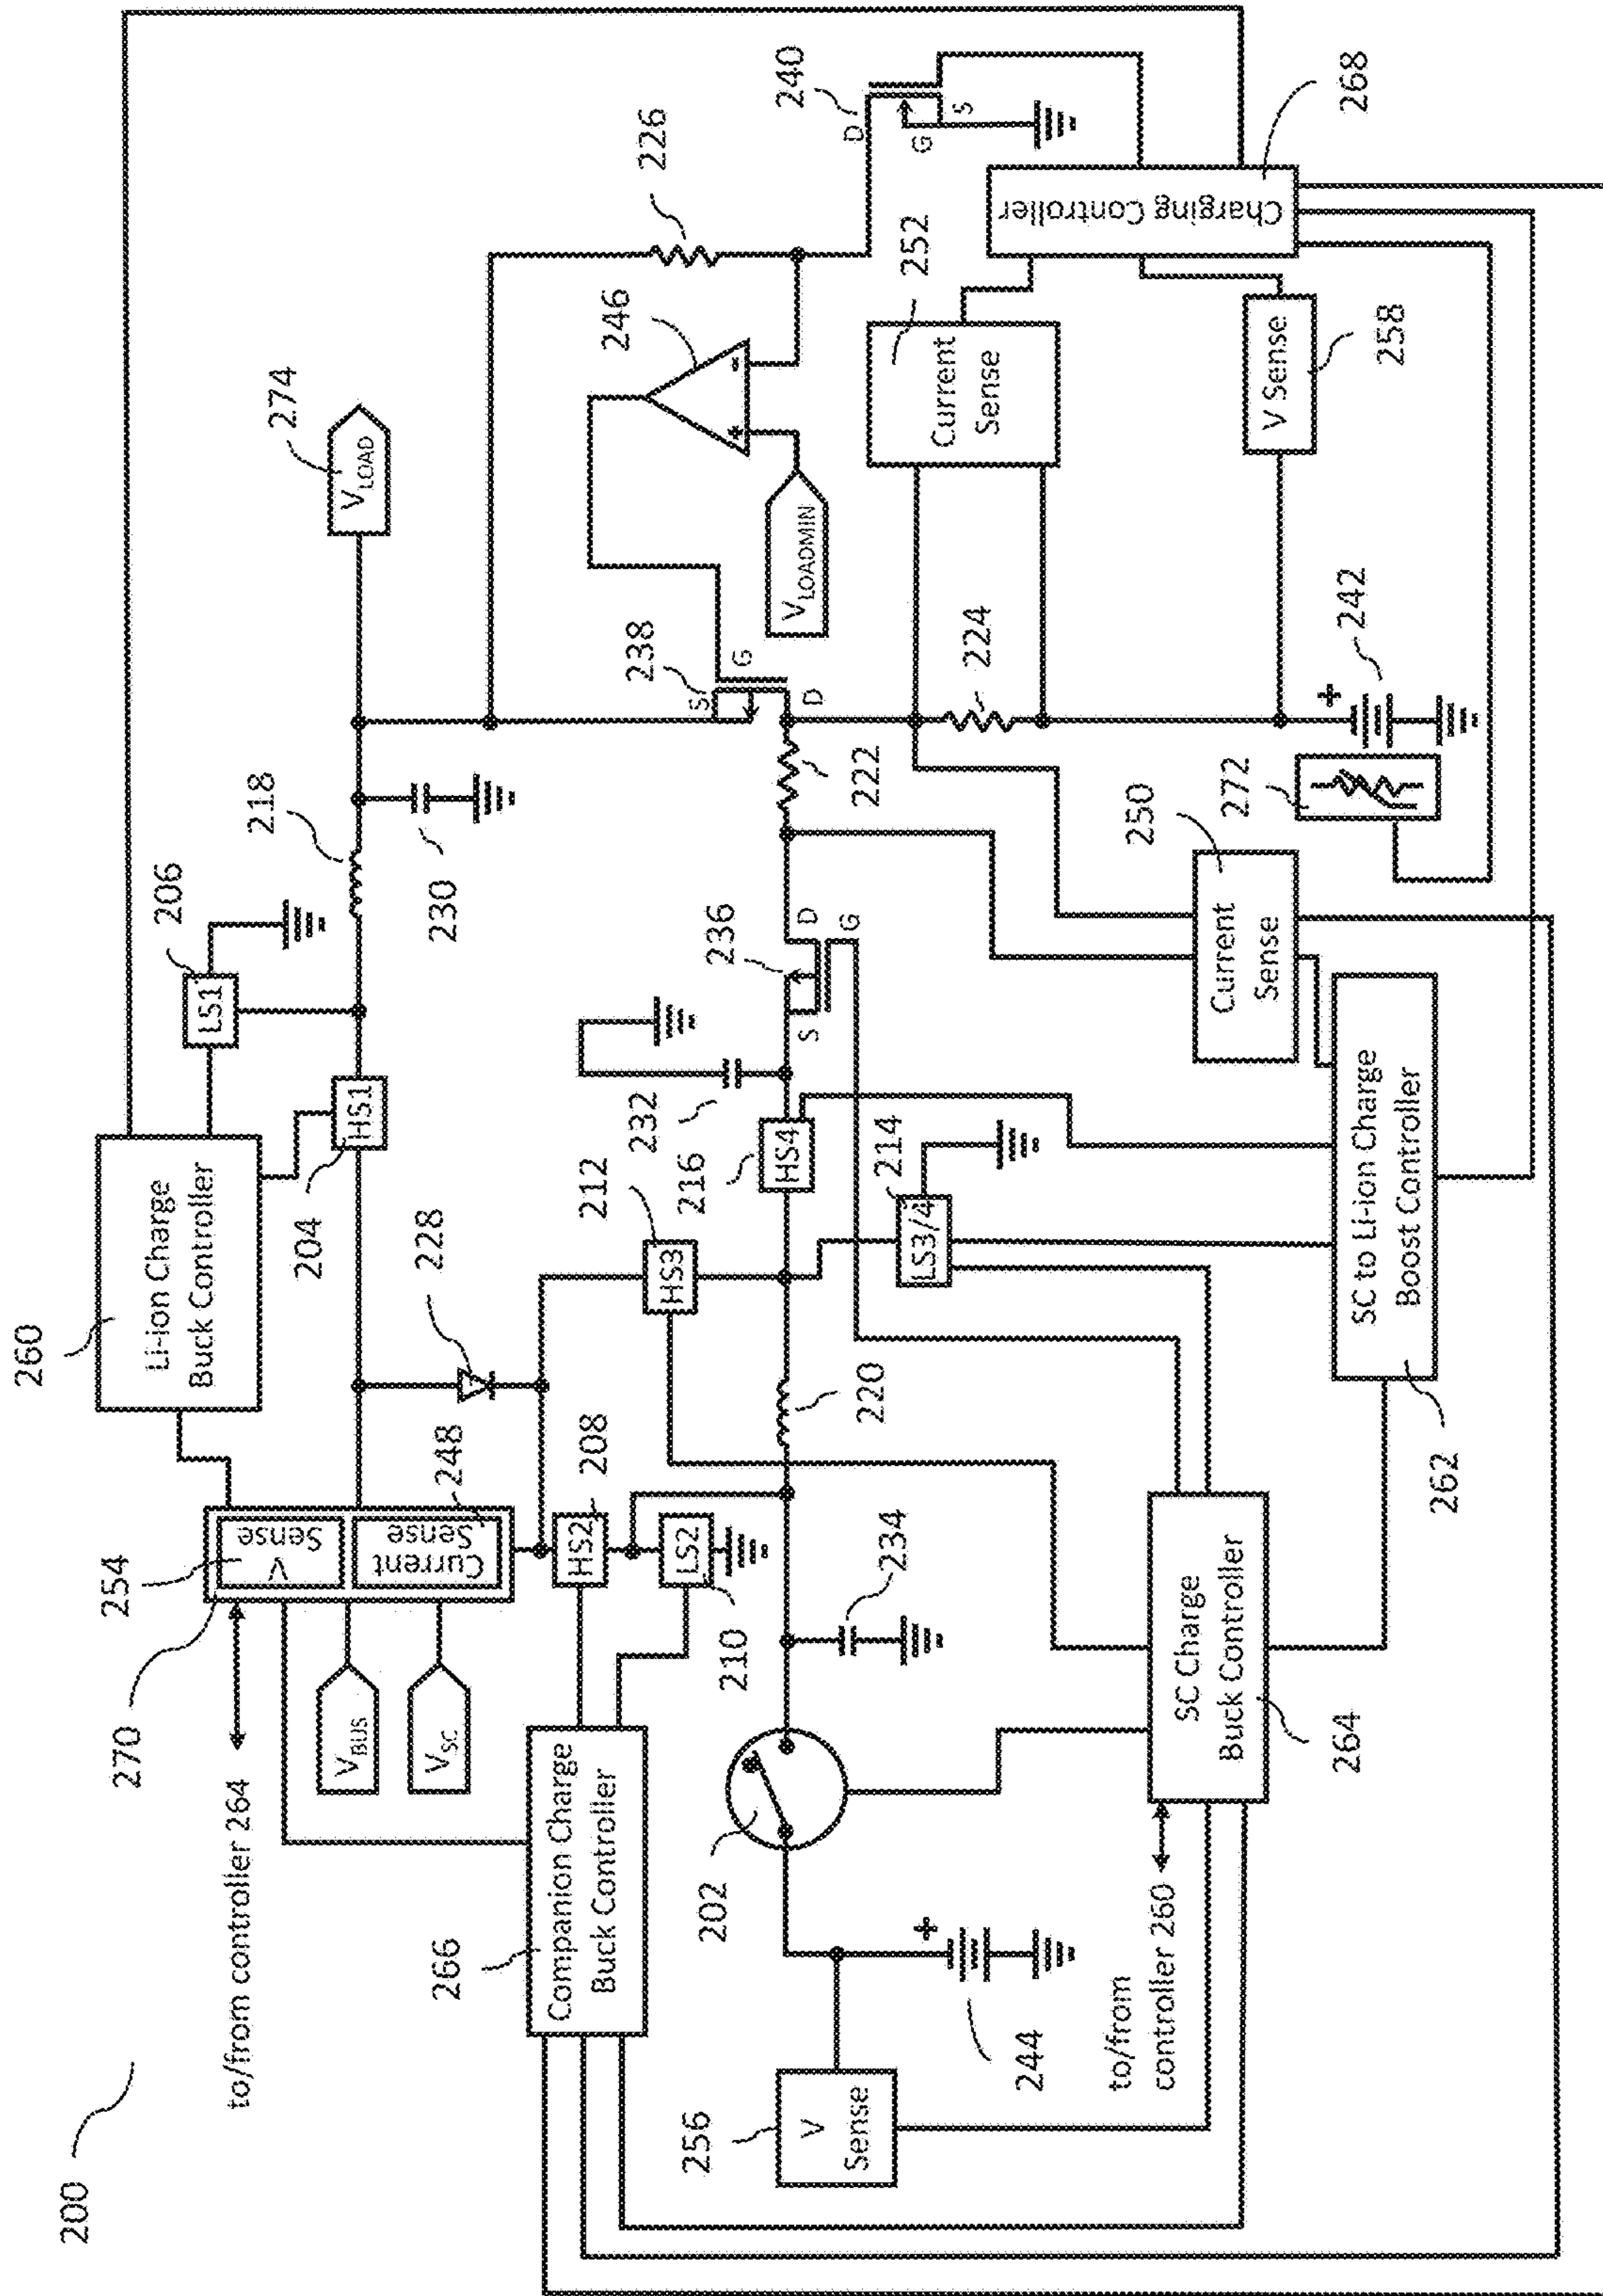 200
to/from controller 264
270
254
V
Sense
Current
Sense
248
V_BUS
V_SC
260
Li-ion Charge
Buck Controller
204
HS1
206
LS1
218
230
274
V_LOAD
228
266
Companion Charge
Buck Controller
HS2
208
LS2
210
212
HS3
216
HS4
232
214
LS3/4
236
S
D
G
222
238
S
G
D
246
+
-
V_LOADMIN
226
240
D
G
S
252
Current
Sense
268
Charging Controller
V Sense
258
224
242
+
272
250
Current
Sense
220
234
202
244
+
256
V
Sense
to/from
controller 260
SC Charge
Buck Controller
264
SC to Li-ion Charge
Boost Controller
262